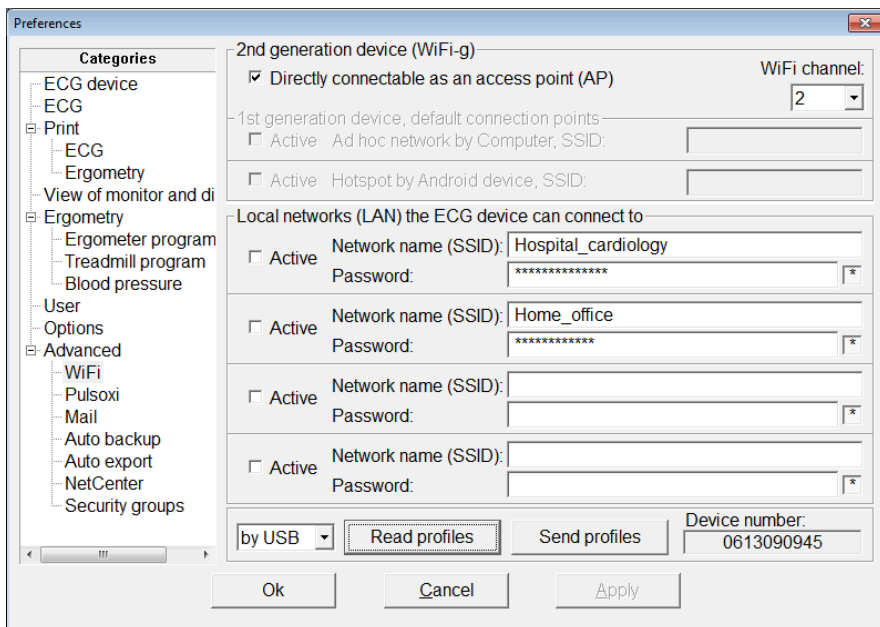 Preferences
Categories
ECG device
ECG
Print
ECG
Ergometry
View of monitor and di
Ergometry
Ergometer program
Treadmill program
Blood pressure
User
Options
Advanced
WiFi
Pulsoxi
Mail
Auto backup
Auto export
NetCenter
Security groups
2nd generation device (WiFi-g)
Directly connectable as an access point (AP)
WiFi channel:
2
1st generation device, default connection points
Active Ad hoc network by Computer, SSID:
Active Hotspot by Android device, SSID:
Local networks (LAN) the ECG device can connect to
Active
Network name (SSID): Hospital_cardiology
Password: ************** *
Active
Network name (SSID): Home_office
Password: ************ *
Active
Network name (SSID):
Password: *
Active
Network name (SSID):
Password: *
by USB Read profiles Send profiles
Device number:
0613090945
Ok Cancel Apply